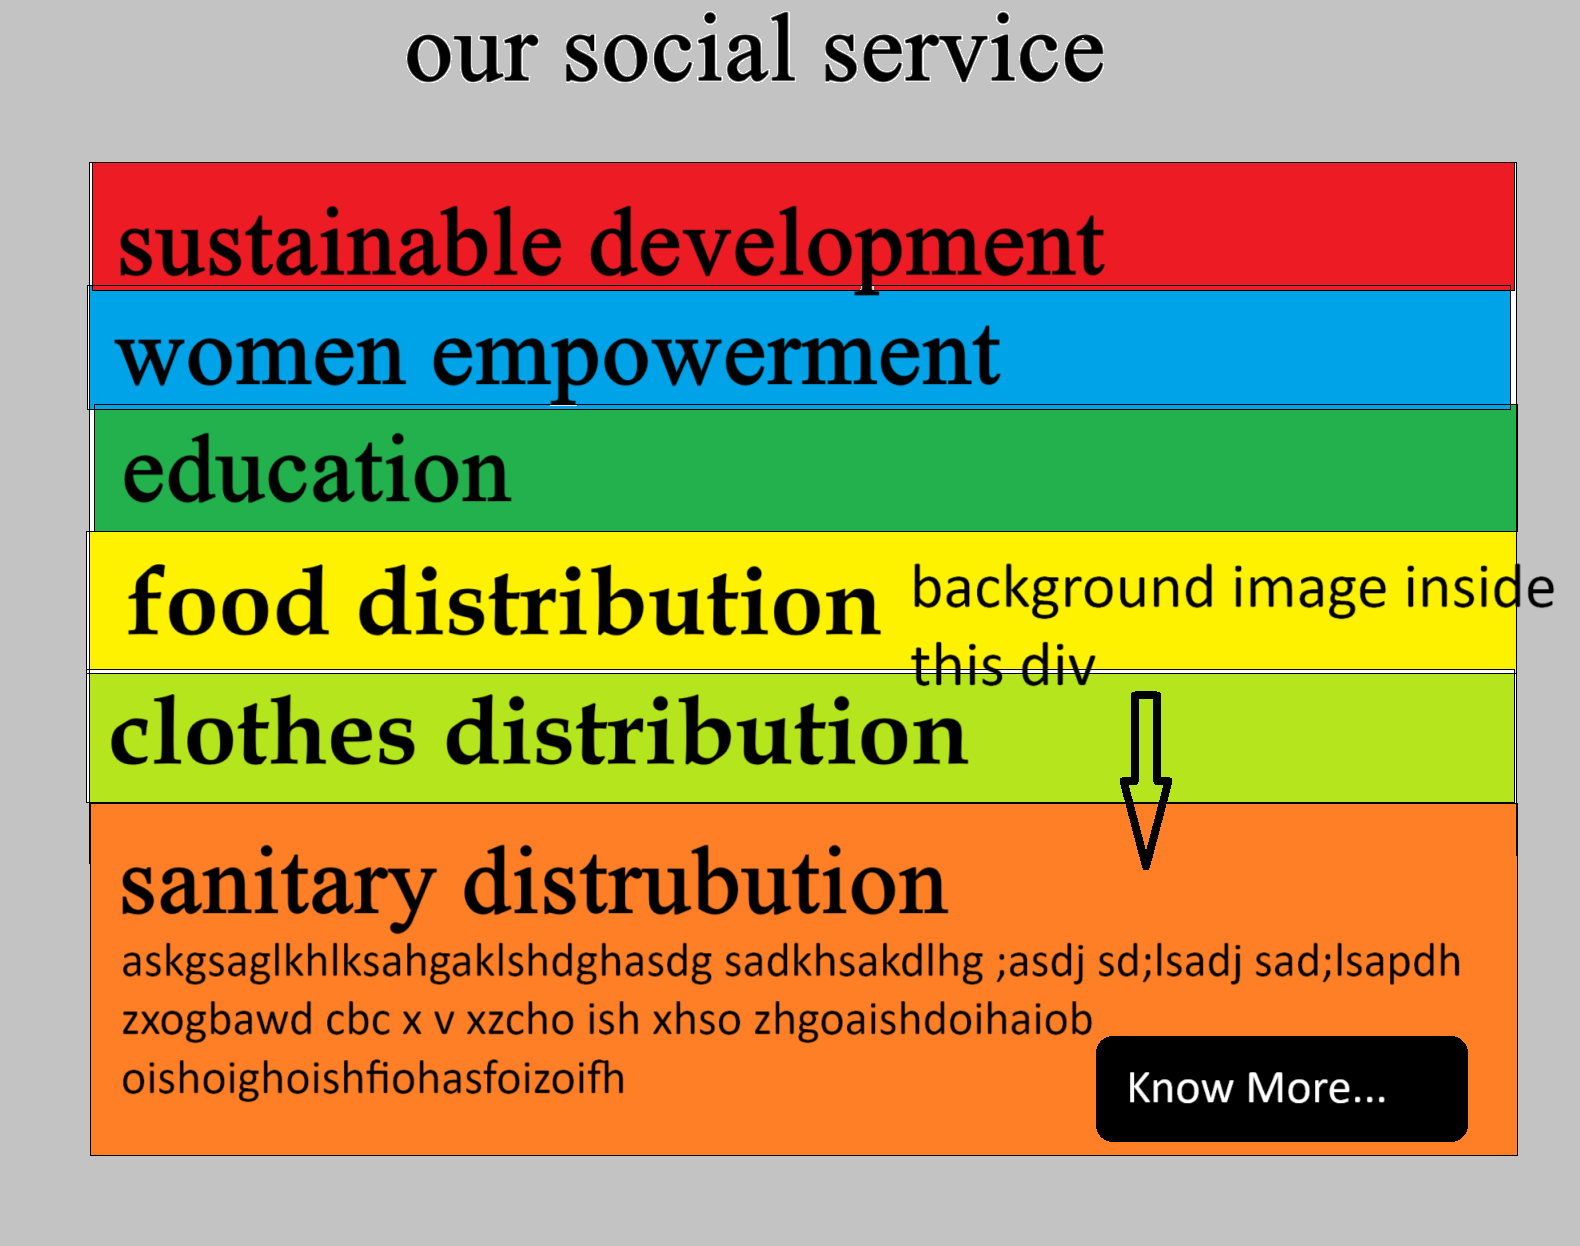 our social service
sustainable development
women empowerment
education
food distribution
background image inside
this div
clothes distribution
sanitary distrubution
askgsaglkhlksahgaklshdghasdg sadkhsakdlhg ;asdj sd;lsadj sad;lsapdh
zxogbawd cbc x v xzcho ish xhso zhgoaishdoihaiob
oishoighoishfiohasfoizoifh
Know More...